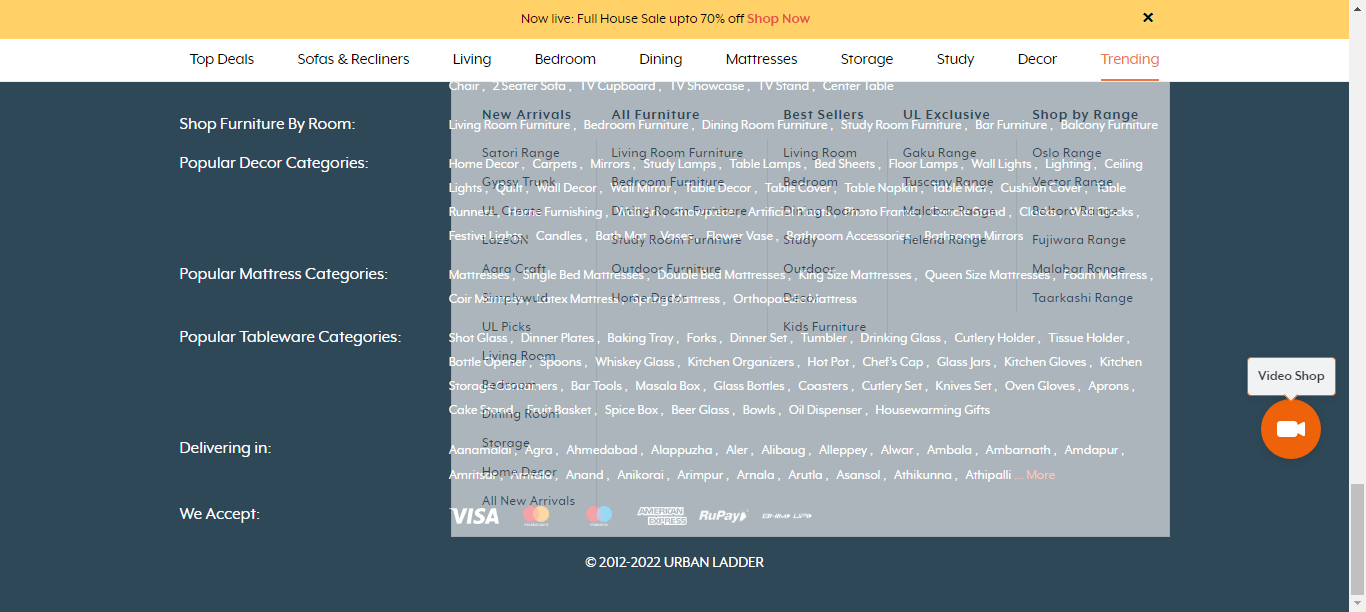 Now live: Full House Sale upto 70% off Shop Now
Top Deals Sofas & Recliners Living Bedroom Dining Mattresses Storage Study Decor Trending
Chair , 2 Seater Sofa , TV Cupboard , TV Showcase , TV Stand , Center Table
New Arrivals All Furniture Best Sellers UL Exclusive Shop by Range
Shop Furniture By Room: Living Room Furniture , Bedroom Furniture , Dining Room Furniture , Study Room Furniture , Bar Furniture , Balcony Furniture
Satori Range Living Room Furniture Living Room Gaku Range Oslo Range
Popular Decor Categories: Home Decor , Carpets , Mirrors , Study Lamps , Table Lamps , Bed Sheets , Floor Lamps , Wall Lights , Lighting , Ceiling
Gypsy Trunk Bedroom Furniture Bedroom Tuscany Range Vector Range
Lights , Quilt , Wall Decor , Wall Mirror , Table Decor , Table Cover , Table Napkin , Table Mat , Cushion Cover , Table
UL Create Dining Room Furniture Dining Room Malabar Range Range
Runner , Home Furnishing , Wall Art , Showpiece , Artificial Plants , Photo Frame , Stand , Clocks , Wall Clocks ,
Festive Lights , Candles , Bath Mat , Vases , Flower Vase , Bathroom Accessories , Bathroom Mirrors
LazeON Study Room Furniture Study Helena Range Fujiwara Range
Aara Craft Outdoor Furniture Outdoor Malabar Range
Popular Mattress Categories: Mattresses , Single Bed Mattresses , Double Bed Mattresses , King Size Mattresses , Queen Size Mattresses , Foam Mattress ,
Simplywud Home Decor Decor Taarkashi Range
Coir Mattress , Latex Mattress , Spring Mattress , Orthopaedic Mattress
UL Picks Kids Furniture
Popular Tableware Categories: Shot Glass , Dinner Plates , Baking Tray , Forks , Dinner Set , Tumbler , Drinking Glass , Cutlery Holder , Tissue Holder ,
Living Room
Bottle Opener , Spoons , Whiskey Glass , Kitchen Organizers , Hot Pot , Chef's Cap , Glass Jars , Kitchen Gloves , Kitchen
Bedroom
Storage Containers , Bar Tools , Masala Box , Glass Bottles , Coasters , Cutlery Set , Knives Set , Oven Gloves , Aprons ,
Dining Room
Cake Stand , Fruit Basket , Spice Box , Beer Glass , Bowls , Oil Dispenser , Housewarming Gifts
Video Shop
Storage
Delivering in: Aanamalai , Agra , Ahmedabad , Alappuzha , Aler , Alibaug , Alleppey , Alwar , Ambala , Ambarnath , Amdapur ,
Home Decor
Amritsar , Anand , Anikorai , Arimpur , Arnala , Arutla , Asansol , Athikunna , Athipalli ... More
All New Arrivals
We Accept: VISA AMERICAN EXPRESS RuPay BHIM UPI
© 2012-2022 URBAN LADDER